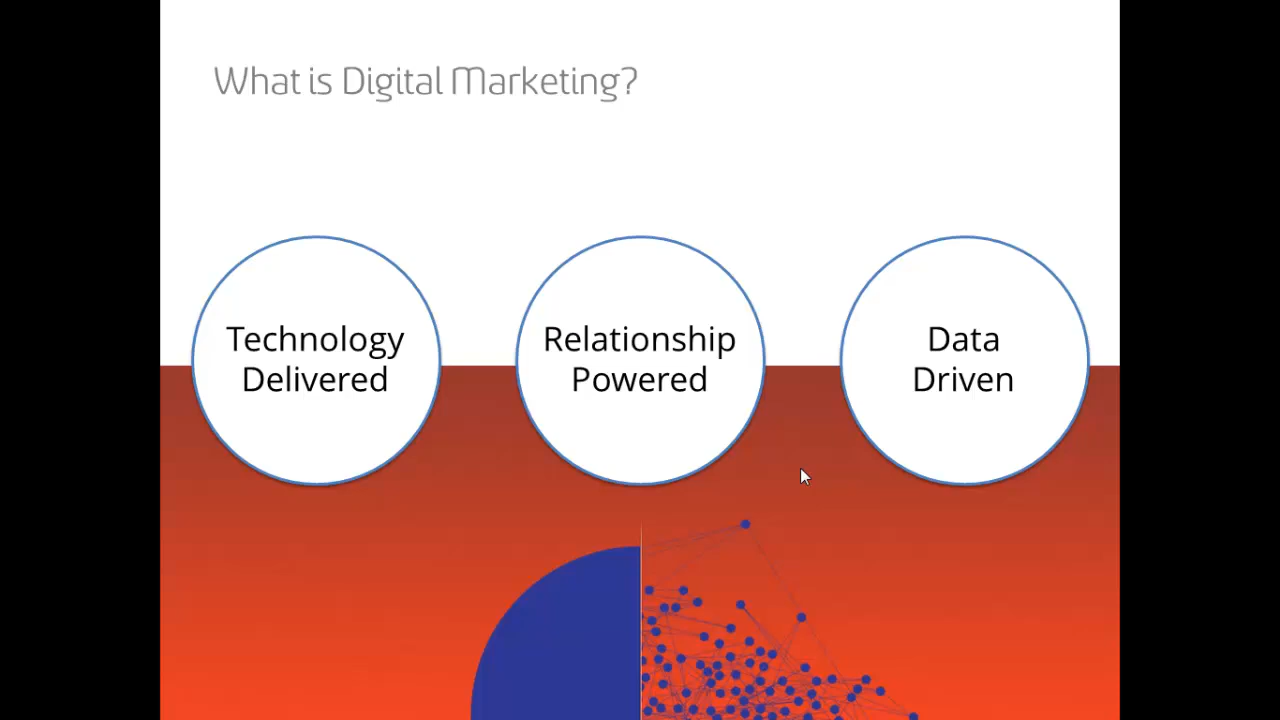 What is Digital Marketing?
Technology
Delivered
Relationship
Powered
Data
Driven